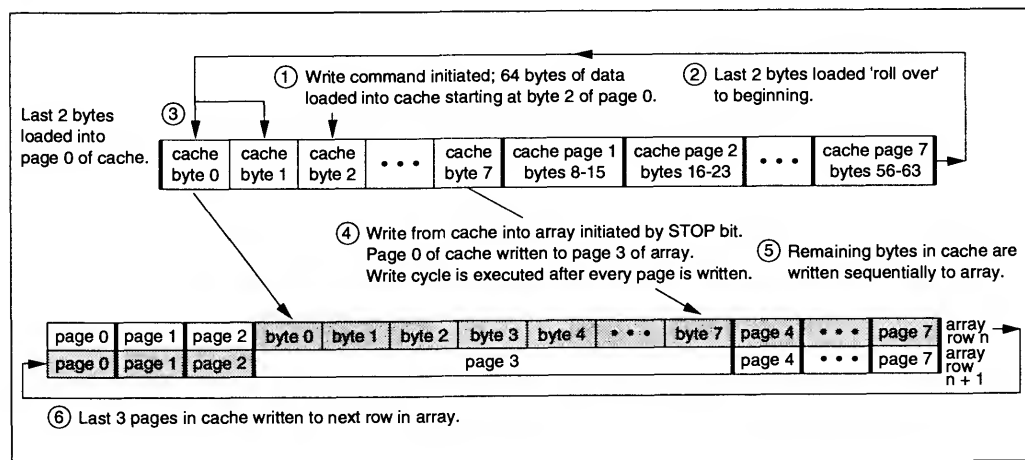 ① Write command initiated; 64 bytes of data
loaded into cache starting at byte 2 of page 0.
② Last 2 bytes loaded 'roll over'
to beginning.
③
Last 2 bytes
loaded into
page 0 of cache.
cache byte 0 cache byte 1 cache byte 2 • • • cache byte 7 cache page 1 bytes 8-15 cache page 2 bytes 16-23 • • • cache page 7 bytes 56-63
④ Write from cache into array initiated by STOP bit.
Page 0 of cache written to page 3 of array.
Write cycle is executed after every page is written.
⑤ Remaining bytes in cache are
written sequentially to array.
page 0 page 1 page 2 byte 0 byte 1 byte 2 byte 3 byte 4 • • • byte 7 page 4 • • • page 7 array row n
page 0 page 1 page 2 page 3 page 4 • • • page 7 array row n + 1
⑥ Last 3 pages in cache written to next row in array.